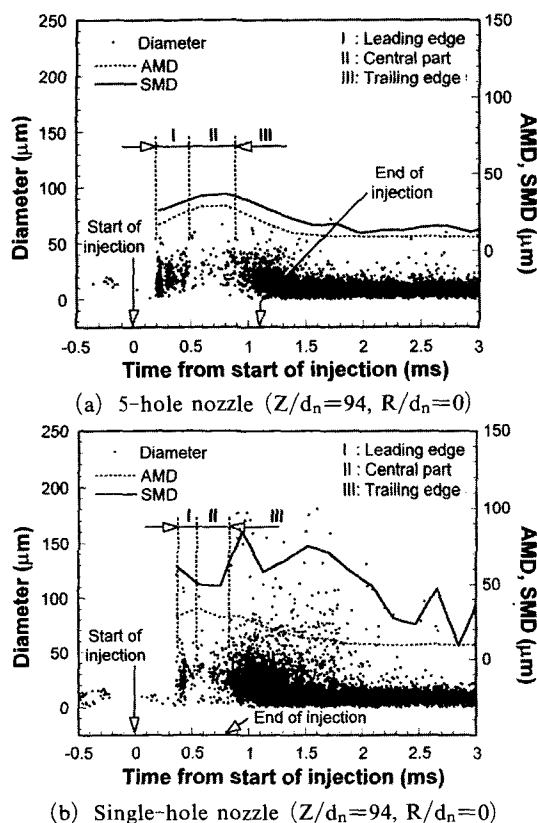 250
200
150
100
50
0
Diameter (μm)
Diameter
AMD
SMD
I : Leading edge
II : Central part
III: Trailing edge
I
II
III
Start of
injection
End of
injection
150
100
50
0
AMD, SMD
(μm)
-0.5 0 0.5 1 1.5 2 2.5 3
Time from start of injection (ms)
(a) 5-hole nozzle (Z/dn=94, R/dn=0)
250
200
150
100
50
0
Diameter (μm)
Diameter
AMD
SMD
I : Leading edge
II : Central part
III: Trailing edge
I
II
III
Start of
injection
End of injection
150
100
50
0
AMD, SMD
(μm)
-0.5 0 0.5 1 1.5 2 2.5 3
Time from start of injection (ms)
(b) Single-hole nozzle (Z/dn=94, R/dn=0)